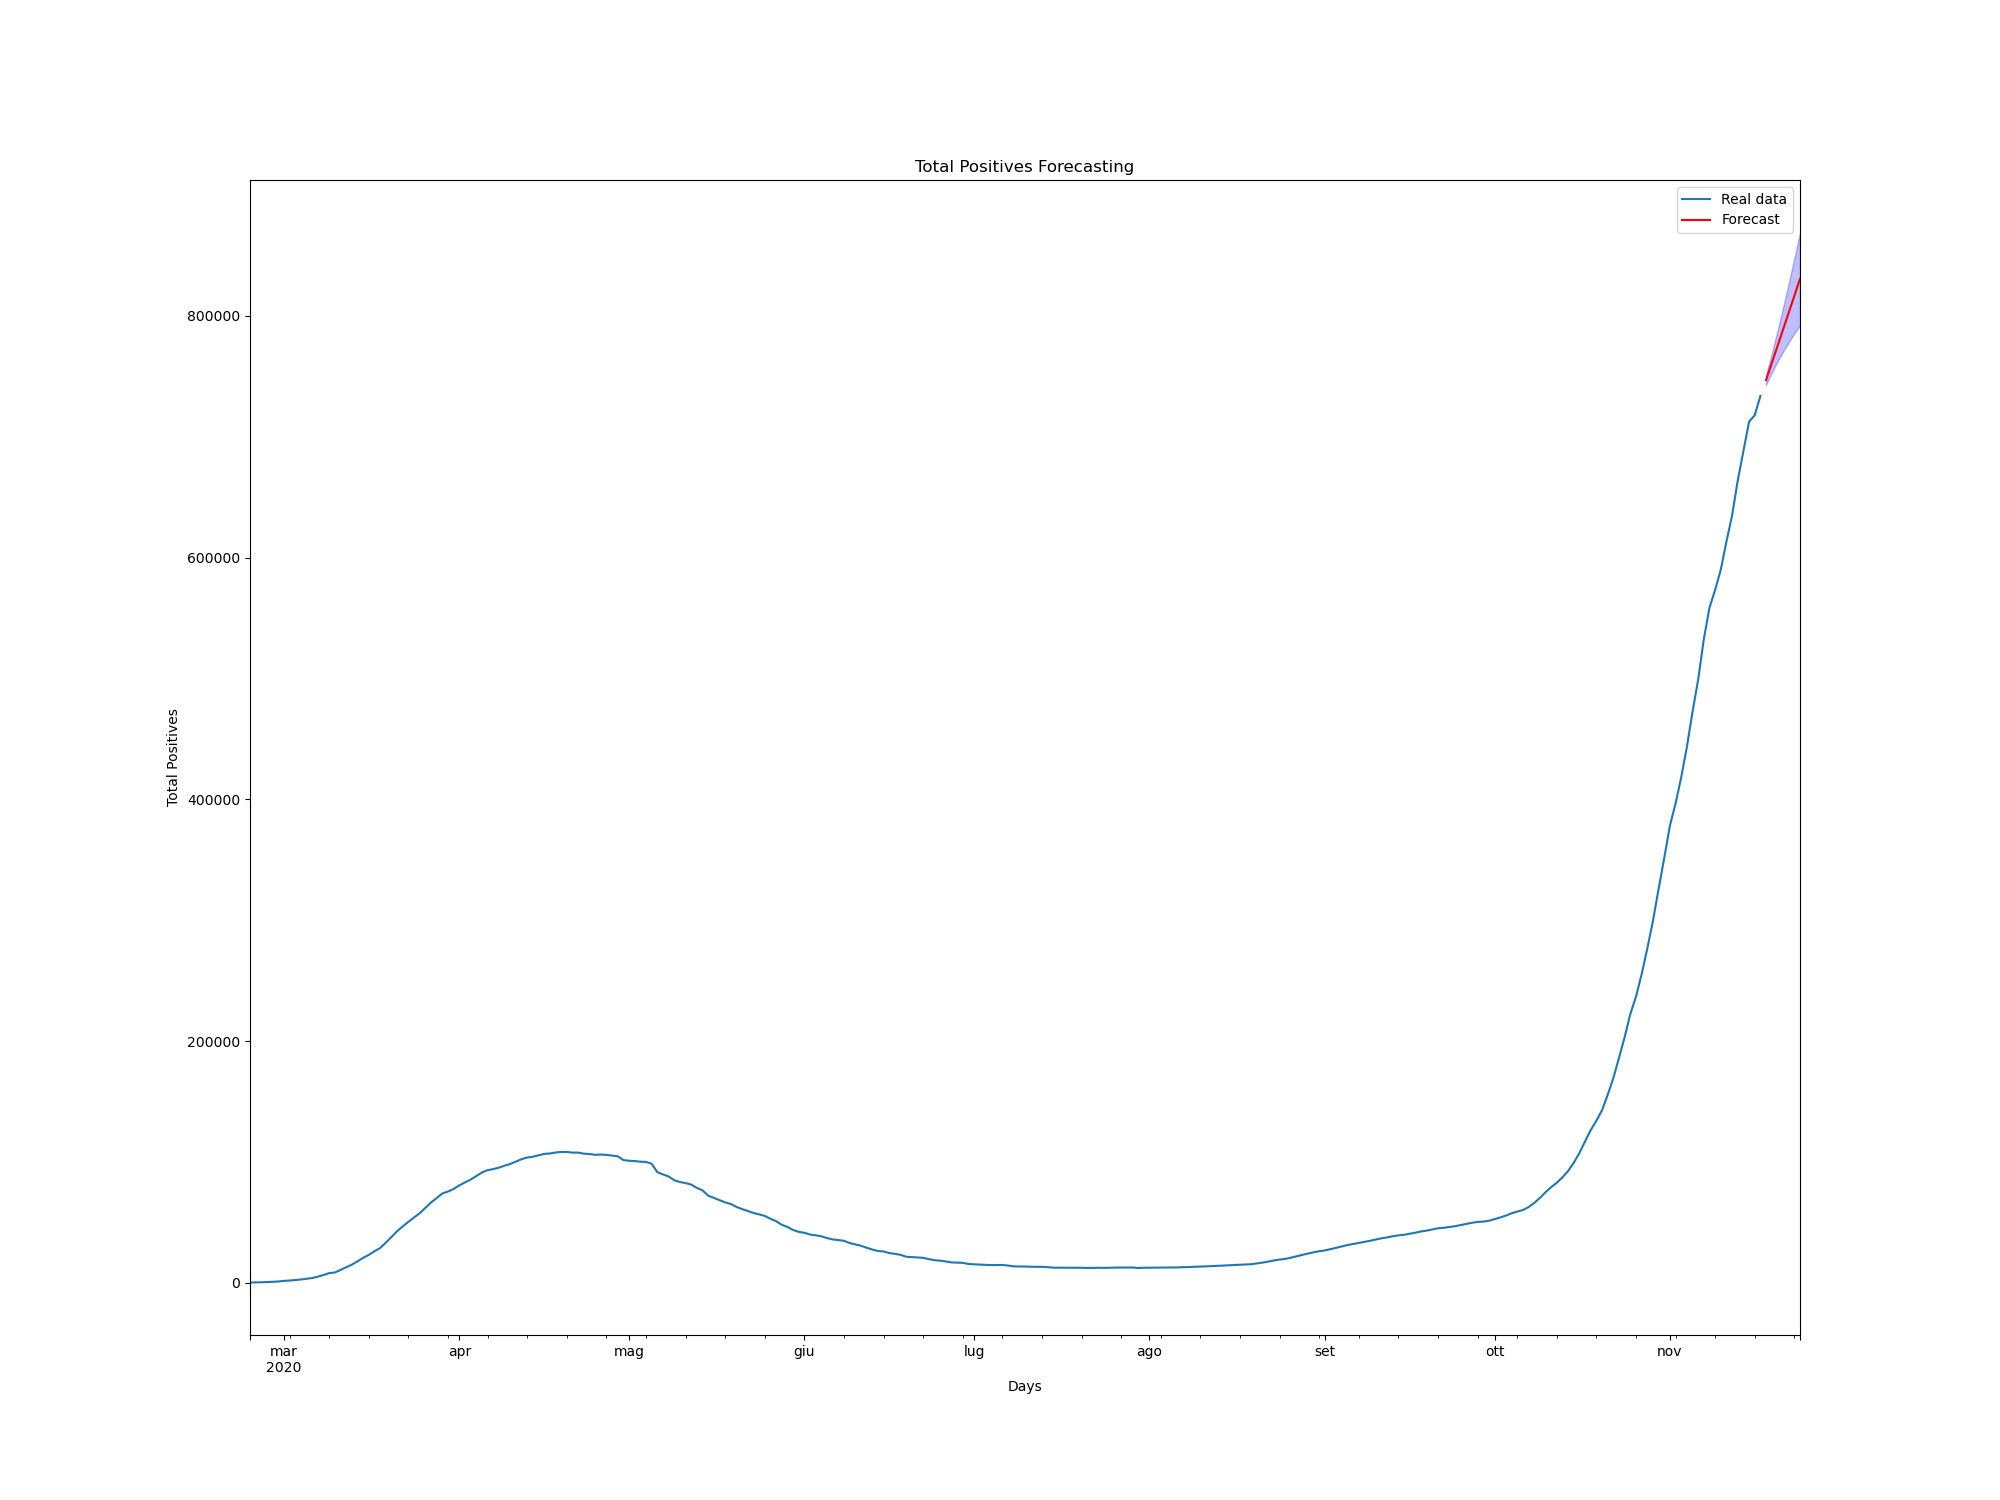 Total Positives Forecasting
Real data
Forecast
Total Positives
800000
600000
400000
200000
0
mar apr mag giu lug ago set ott nov
2020
Days